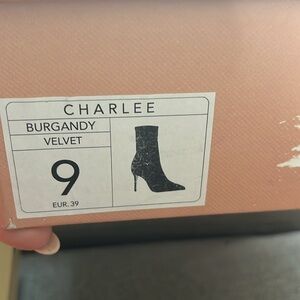 CHARLEE
BURGANDY
VELVET
9
EUR. 39